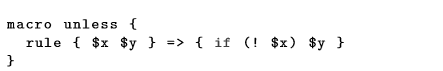 macro unless {
  rule { $x $y } => { if (! $x) $y }
}